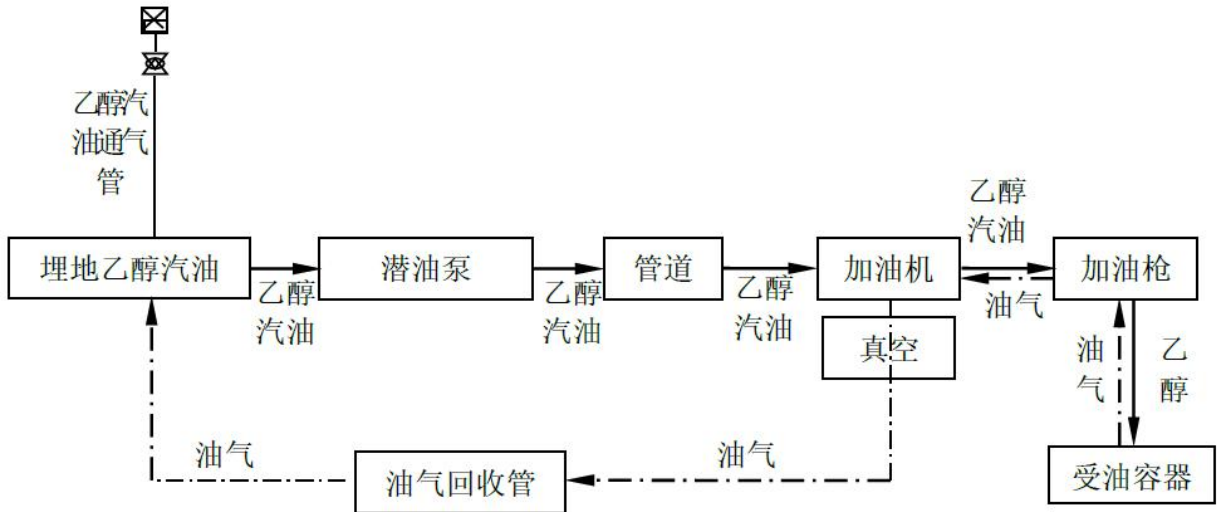 乙醇汽
油通气
管
乙醇
汽油
埋地乙醇汽油
潜油泵
管道
加油机
加油枪
乙醇
汽油
乙醇
汽油
乙醇
汽油
油气
真空
油
气
乙
醇
油气
油气
油气回收管
受油容器